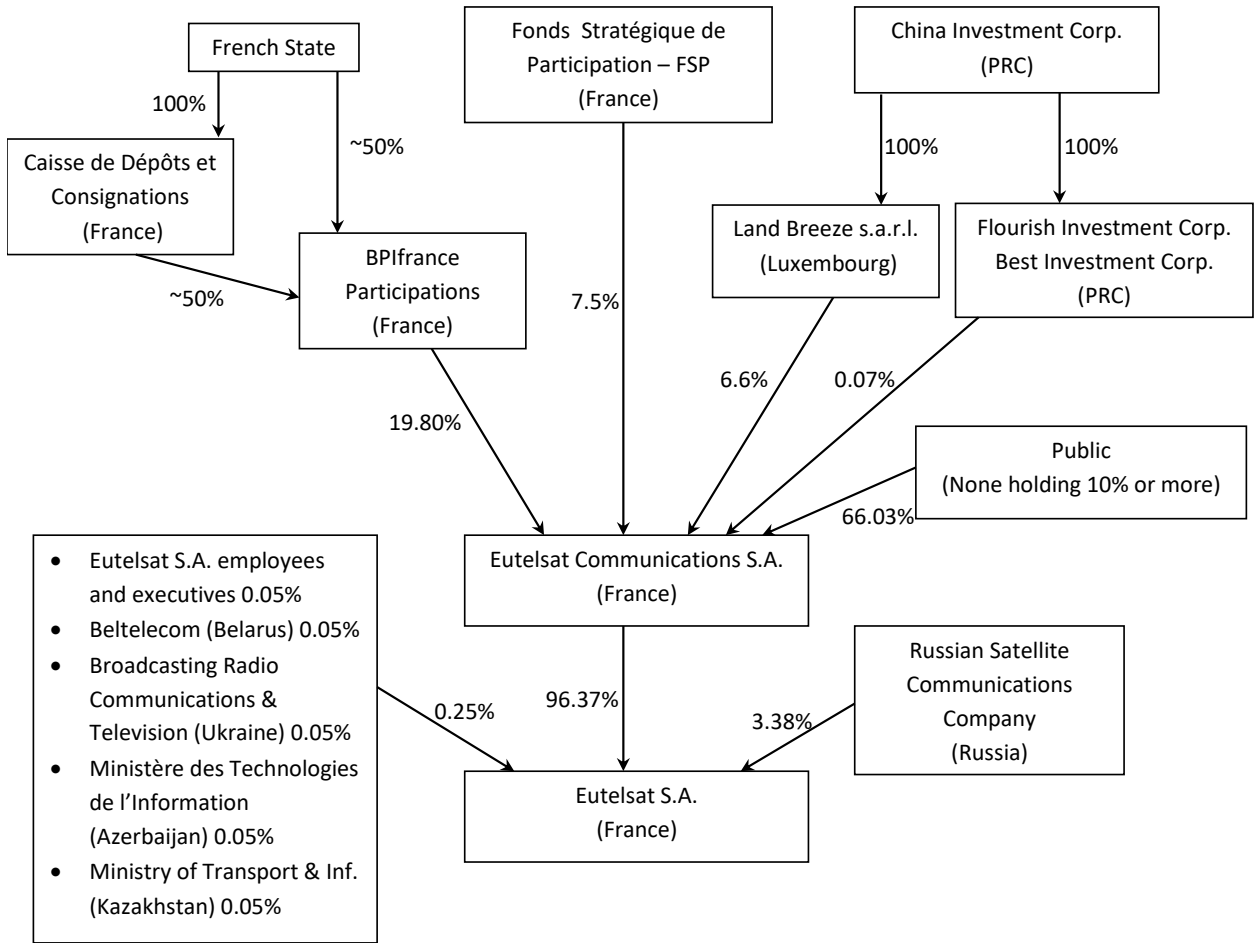 French State
Fonds Stratégique de
Participation – FSP
(France)
China Investment Corp.
(PRC)
100%
~50%
100%
100%
Caisse de Dépôts et
Consignations
(France)
~50%
BPIfrance
Participations
(France)
7.5%
Land Breeze s.a.r.l.
(Luxembourg)
Flourish Investment Corp.
Best Investment Corp.
(PRC)
19.80%
6.6%
0.07%
Public
(None holding 10% or more)
66.03%
Eutelsat Communications S.A.
(France)
• Eutelsat S.A. employees
and executives 0.05%
• Beltelecom (Belarus) 0.05%
• Broadcasting Radio
Communications &
Television (Ukraine) 0.05%
• Ministère des Technologies
de l’Information
(Azerbaijan) 0.05%
• Ministry of Transport & Inf.
(Kazakhstan) 0.05%
0.25%
96.37%
3.38%
Russian Satellite
Communications
Company
(Russia)
Eutelsat S.A.
(France)